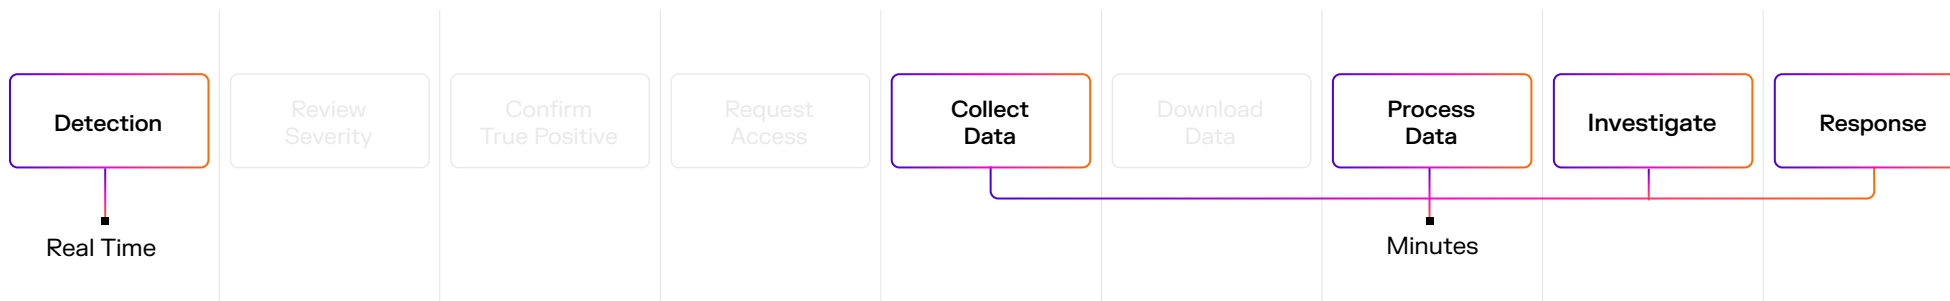 Detection
Review
Severity
Confirm
True Positive
Request
Access
Collect
Data
Download
Data
Process
Data
Investigate
Response
Real Time
Minutes